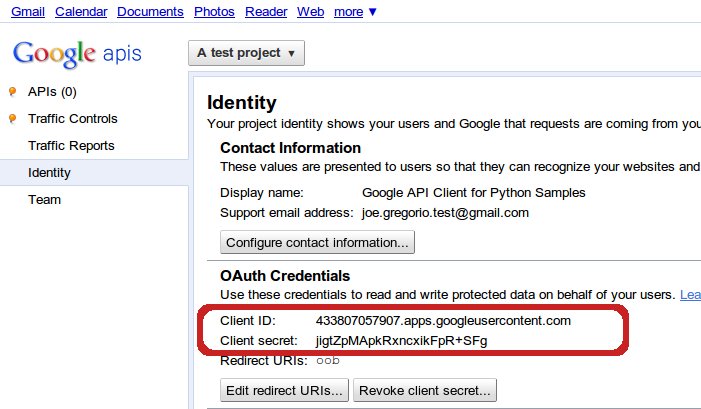 Gmail Calendar Documents Photos Reader Web more ▼
Google apis
A test project ▼
APIs (0)
Traffic Controls
Traffic Reports
Identity
Team
Identity
Your project identity shows your users and Google that requests are coming from you
Contact Information
These values are presented to users so that they can recognize your websites and
Display name: Google API Client for Python Samples
Support email address: joe.gregorio.test@gmail.com
Configure contact information...
OAuth Credentials
Use these credentials to read and write protected data on behalf of your users. Lea
Client ID: 433807057907.apps.googleusercontent.com
Client secret: jigtZpMApkRxncxikFpR+SFg
Redirect URIs: oob
Edit redirect URIs... Revoke client secret...